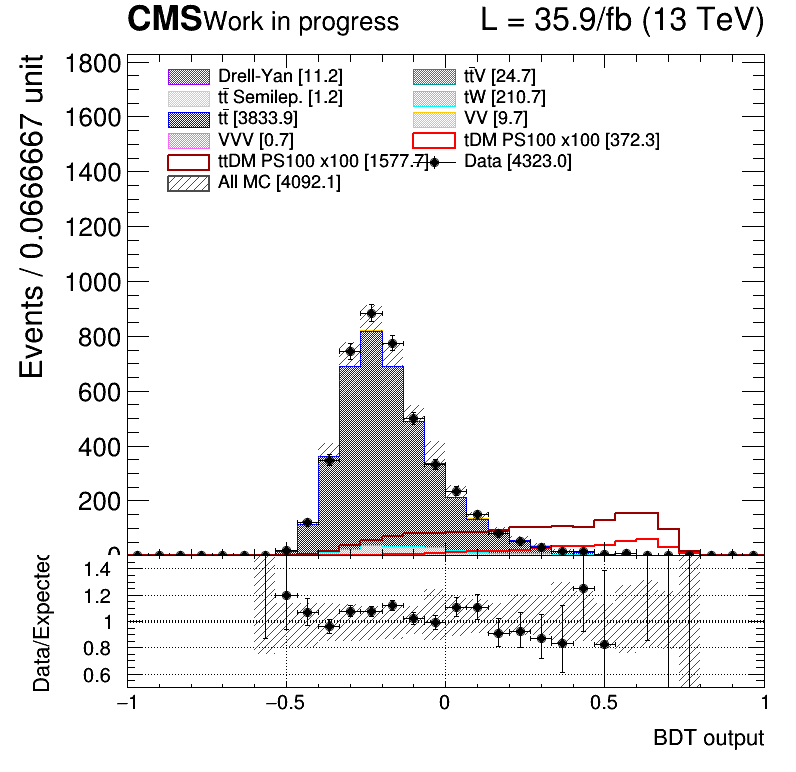 CMS Work in progress L = 35.9/fb (13 TeV)
Events / 0.0666667 unit
1800
1600
1400
1200
1000
800
600
400
200
0
Drell-Yan [11.2] tt̄V [24.7]
tt̄ Semilep. [1.2] tW [210.7]
tt̄ [3833.9] VV [9.7]
VVV [0.7] tDM PS100 x100 [372.3]
ttDM PS100 x100 [1577.7] Data [4323.0]
All MC [4092.1]
Data/Expected
1.4
1.2
1
0.8
0.6
−1 −0.5 0 0.5 1
BDT output